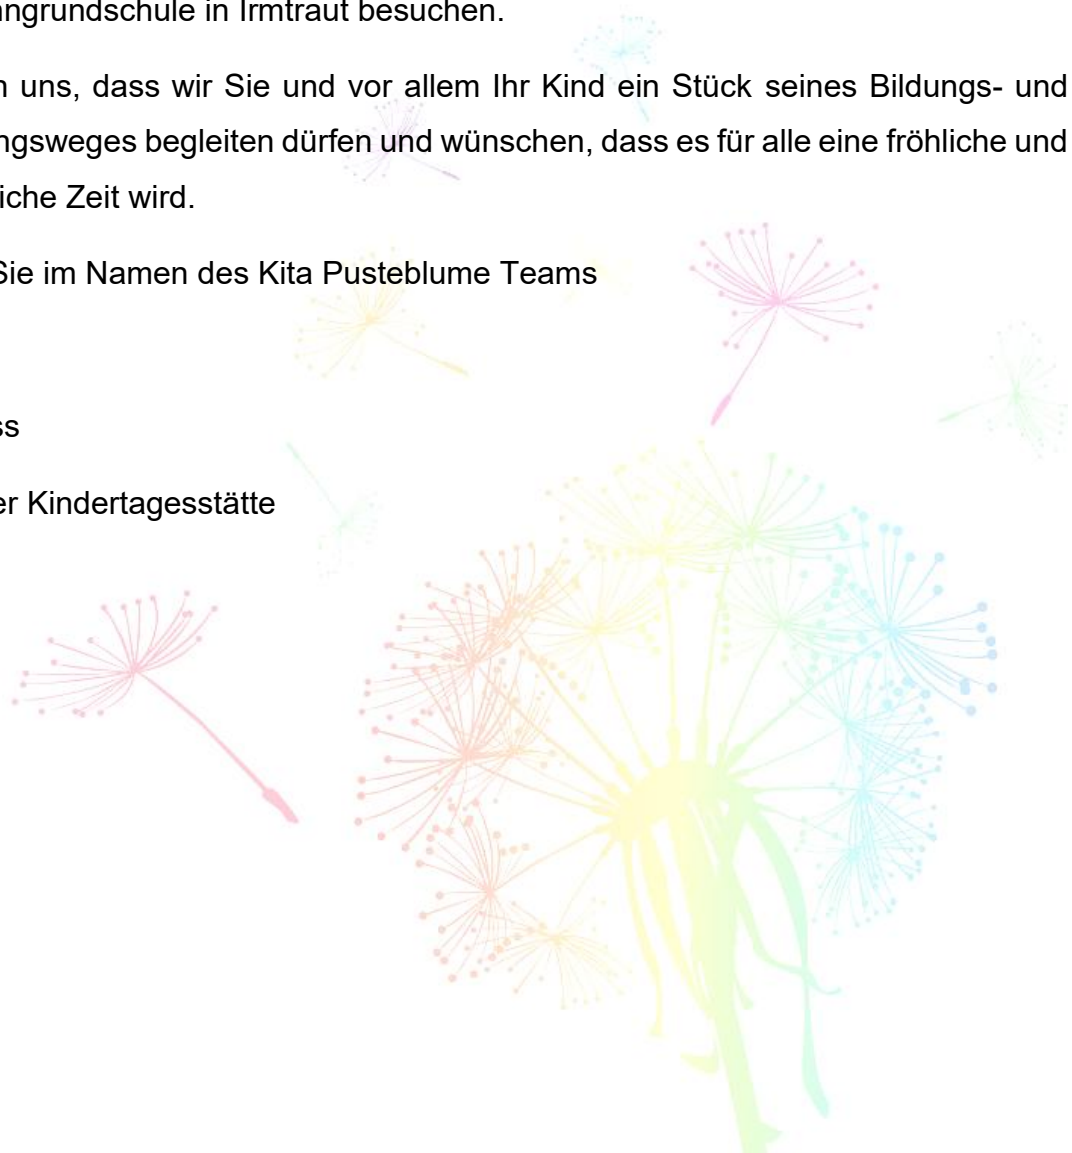 ngrundschule in Irmtraut besuchen.
n uns, dass wir Sie und vor allem Ihr Kind ein Stück seines Bildungs- und
ngsweges begleiten dürfen und wünschen, dass es für alle eine fröhliche und
iche Zeit wird.
Sie im Namen des Kita Pusteblume Teams
ss
er Kindertagesstätte